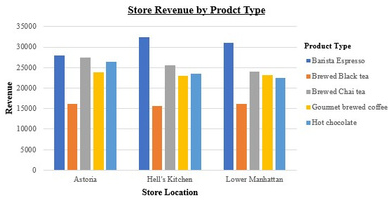 Store Revenue by Prodct Type
35000
30000
25000
20000
15000
10000
5000
0
Revenue
Astoria
Hell's Kitchen
Lower Manhattan
Store Location
Product Type
Barista Espresso
Brewed Black tea
Brewed Chai tea
Gourmet brewed coffee
Hot chocolate